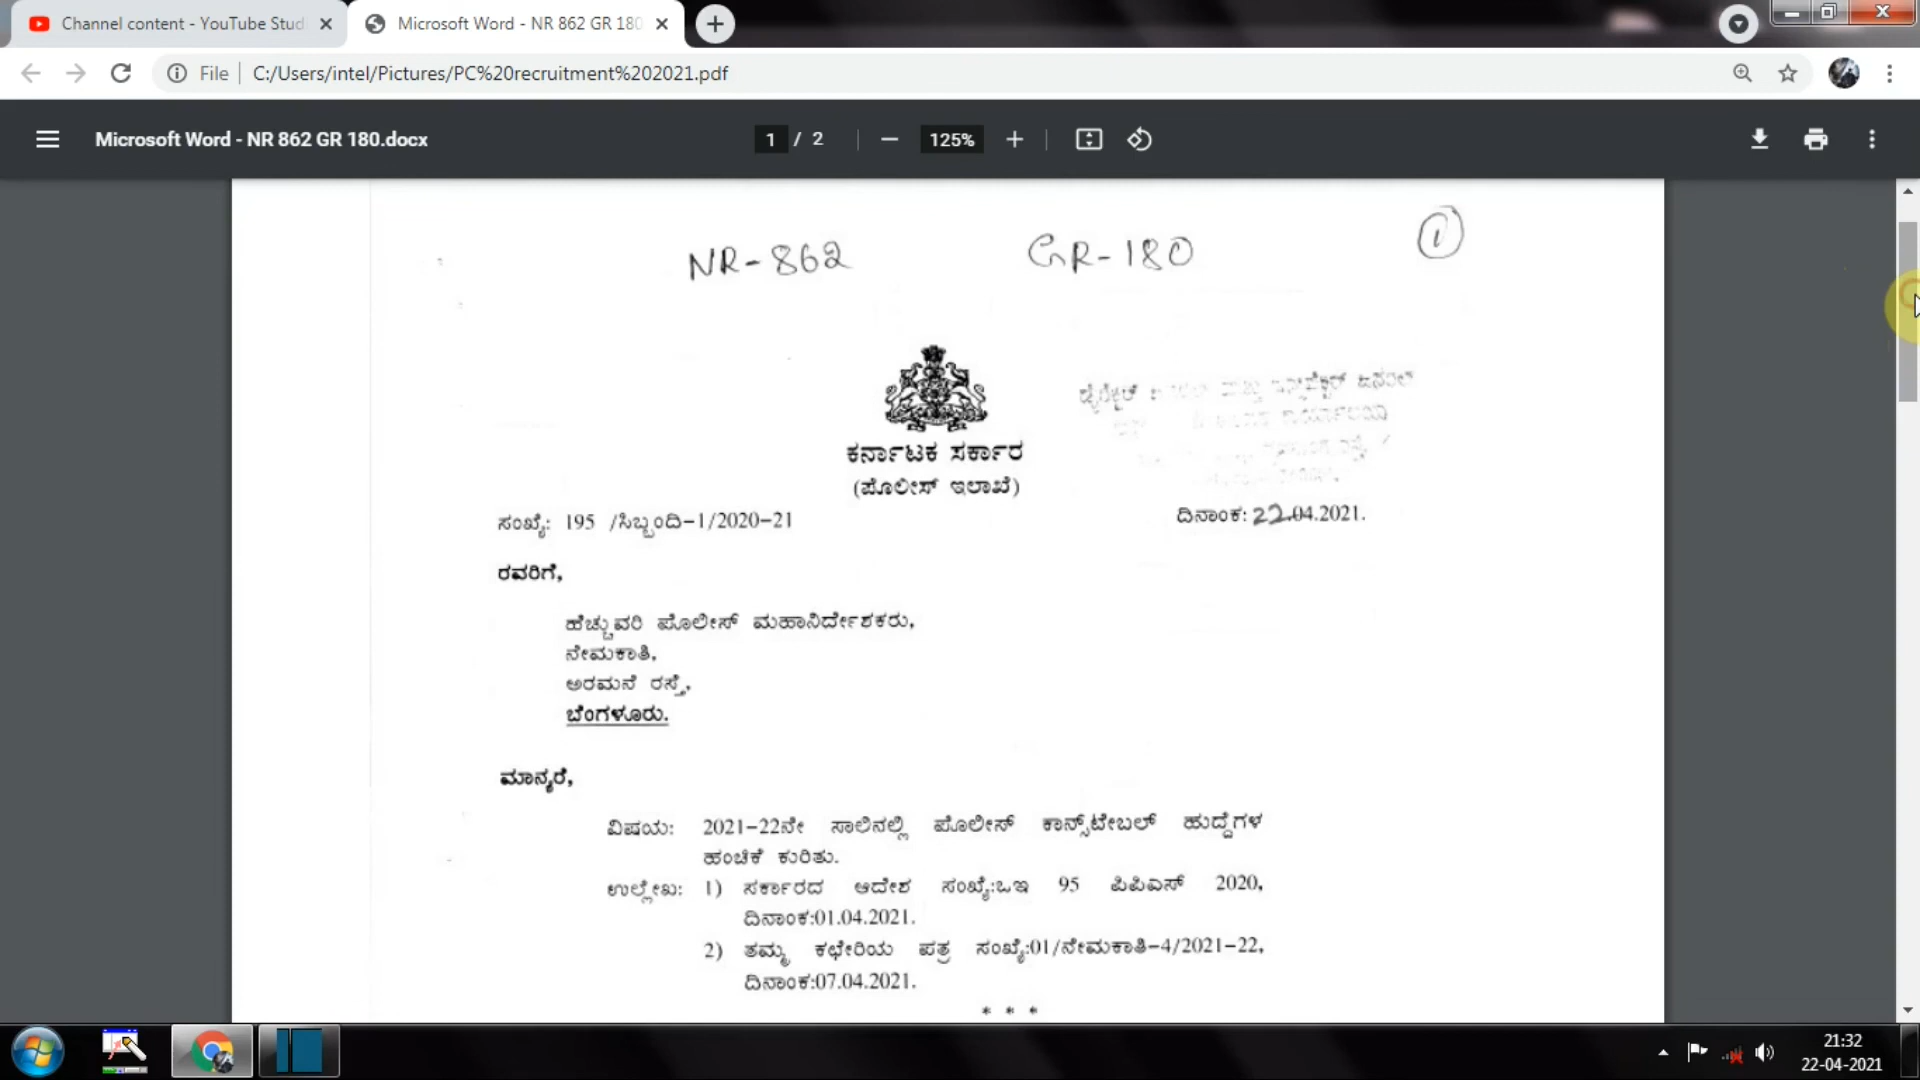 Channel content - YouTube Stud
Microsoft Word - NR 862 GR 180
File
C:/Users/intel/Pictures/PC%20recruitment%202021.pdf
Microsoft Word - NR 862 GR 180.docx
1 / 2
125%
NR-862 GR-180 1
ಕರ್ನಾಟಕ ಸರ್ಕಾರ
(ಪೊಲೀಸ್ ಇಲಾಖೆ)
ಸಂಖ್ಯೆ: 195 /ಸಿಬ್ಬಂದಿ-1/2020-21
ದಿನಾಂಕ: 22.04.2021.
ರವರಿಗೆ,
ಹೆಚ್ಚುವರಿ ಪೊಲೀಸ್ ಮಹಾನಿರ್ದೇಶಕರು,
ನೇಮಕಾತಿ,
ಅರಮನೆ ರಸ್ತೆ,
ಬೆಂಗಳೂರು.
ಮಾನ್ಯರೆ,
ವಿಷಯ: 2021-22ನೇ ಸಾಲಿನಲ್ಲಿ ಪೊಲೀಸ್ ಕಾನ್ಸ್‌ಟೇಬಲ್ ಹುದ್ದೆಗಳ
ಹಂಚಿಕೆ ಕುರಿತು.
ಉಲ್ಲೇಖ: 1) ಸರ್ಕಾರದ ಆದೇಶ ಸಂಖ್ಯೆ:ಒಇ 95 ಪಿಪಿಎಸ್ 2020,
ದಿನಾಂಕ:01.04.2021.
2) ತಮ್ಮ ಕಛೇರಿಯ ಪತ್ರ ಸಂಖ್ಯೆ:01/ನೇಮಕಾತಿ-4/2021-22,
ದಿನಾಂಕ:07.04.2021.
* * *
21:32
22-04-2021